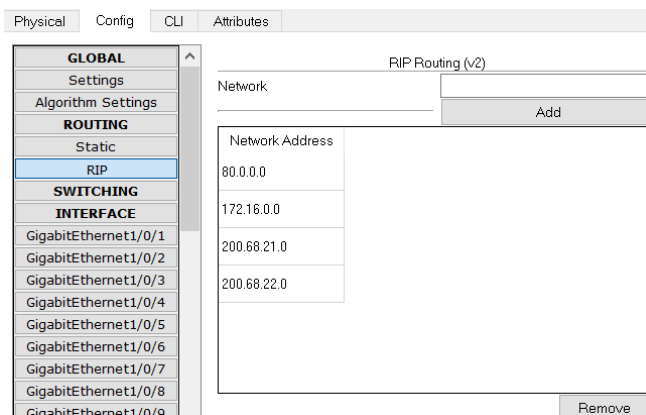 Physical Config CLI Attributes
GLOBAL
Settings
Algorithm Settings
ROUTING
Static
RIP
SWITCHING
INTERFACE
GigabitEthernet1/0/1
GigabitEthernet1/0/2
GigabitEthernet1/0/3
GigabitEthernet1/0/4
GigabitEthernet1/0/5
GigabitEthernet1/0/6
GigabitEthernet1/0/7
GigabitEthernet1/0/8
GigabitEthernet1/0/9
RIP Routing (v2)
Network
Add
Network Address
80.0.0.0
172.16.0.0
200.68.21.0
200.68.22.0
Remove